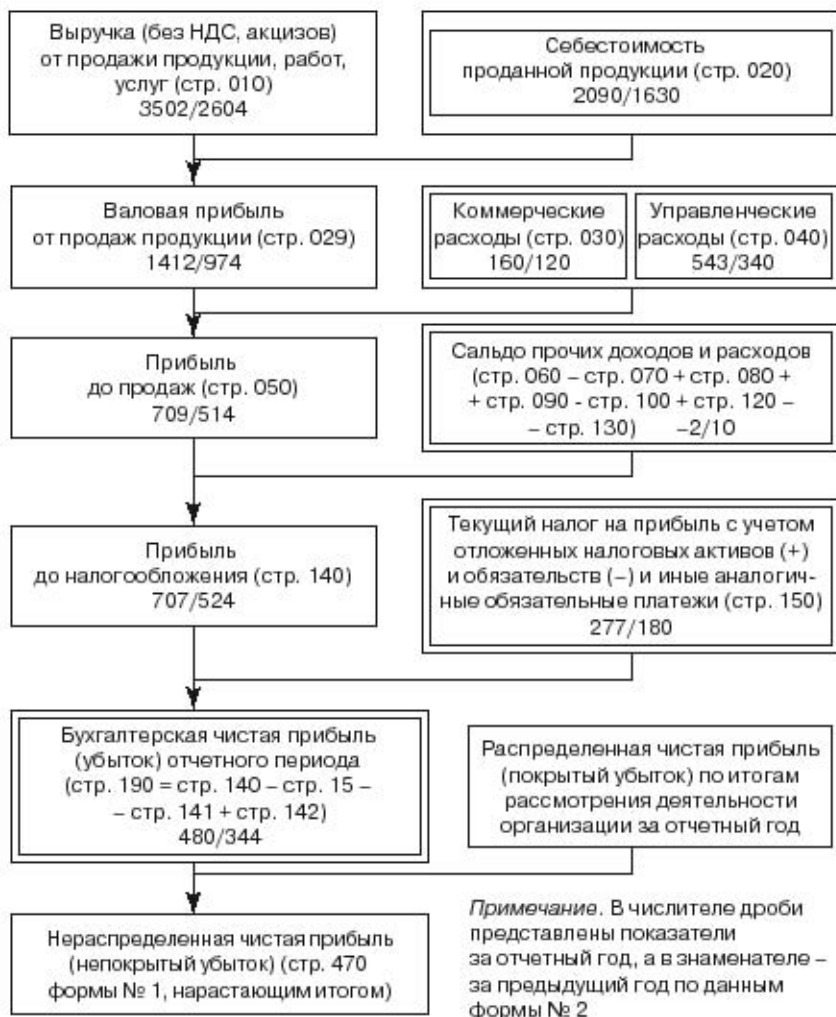 Выручка (без НДС, акцизов)
от продажи продукции, работ,
услуг (стр. 010)
3502/2604
Себестоимость
проданной продукции (стр. 020)
2090/1630
Валовая прибыль
от продаж продукции (стр. 029)
1412/974
Коммерческие
расходы (стр. 030)
160/120
Управленческие
расходы (стр. 040)
543/340
Прибыль
до продаж (стр. 050)
709/514
Сальдо прочих доходов и расходов
(стр. 060 – стр. 070 + стр. 080 +
+ стр. 090 - стр. 100 + стр. 120 –
– стр. 130) –2/10
Прибыль
до налогообложения (стр. 140)
707/524
Текущий налог на прибыль с учетом
отложенных налоговых активов (+)
и обязательств (–) и иные аналогич-
ные обязательные платежи (стр. 150)
277/180
Бухгалтерская чистая прибыль
(убыток) отчетного периода
(стр. 190 = стр. 140 – стр. 15 –
– стр. 141 + стр. 142)
480/344
Распределенная чистая прибыль
(покрытый убыток) по итогам
рассмотрения деятельности
организации за отчетный год
Нераспределенная чистая прибыль
(непокрытый убыток) (стр. 470
формы № 1, нарастающим итогом)
Примечание. В числителе дроби
представлены показатели
за отчетный год, а в знаменателе –
за предыдущий год по данным
формы № 2